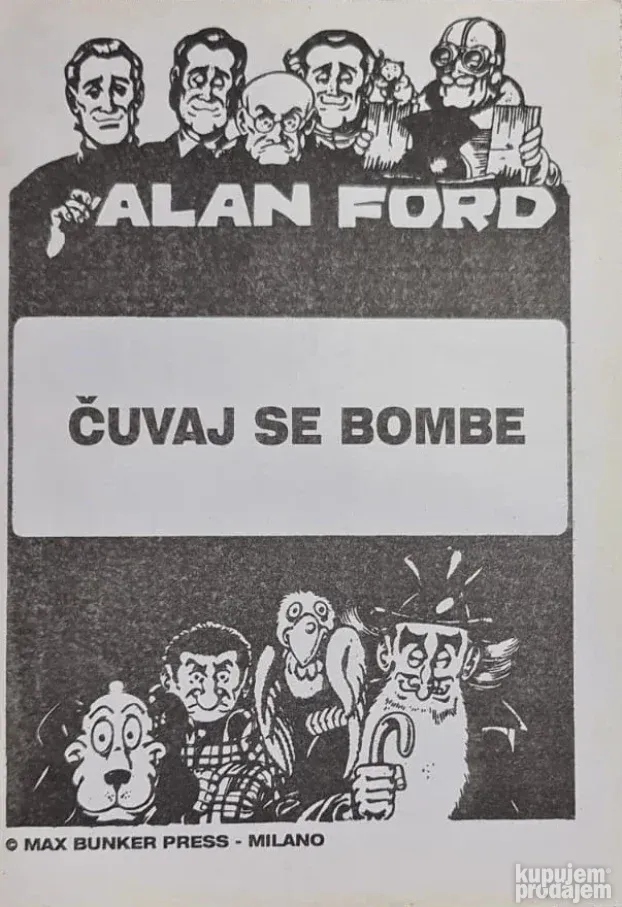 ALAN FORD
ČUVAJ SE BOMBE
© MAX BUNKER PRESS - MILANO
kupujem
prodajem